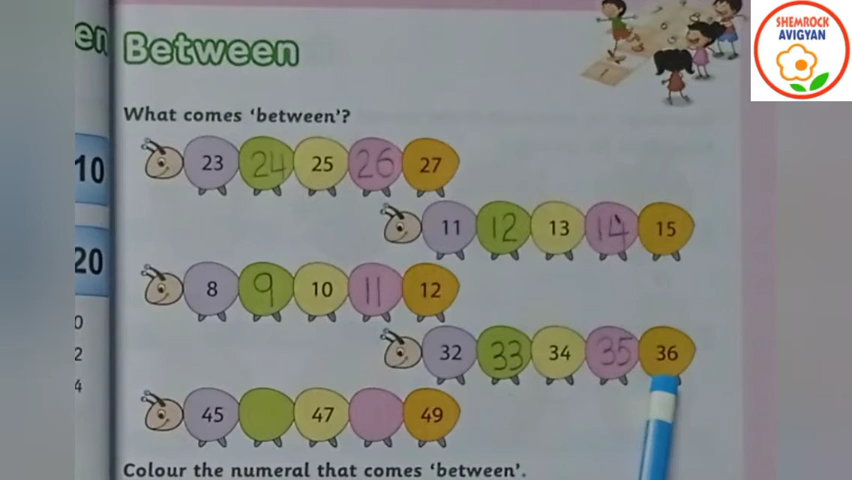 SHEMROCK
AVIGYAN
en
Between
What comes 'between'?
10
23 24 25 26 27
11 12 13 14 15
20
8 9 10 11 12
0
32 33 34 35 36
2
4
45 47 49
Colour the numeral that comes 'between'.